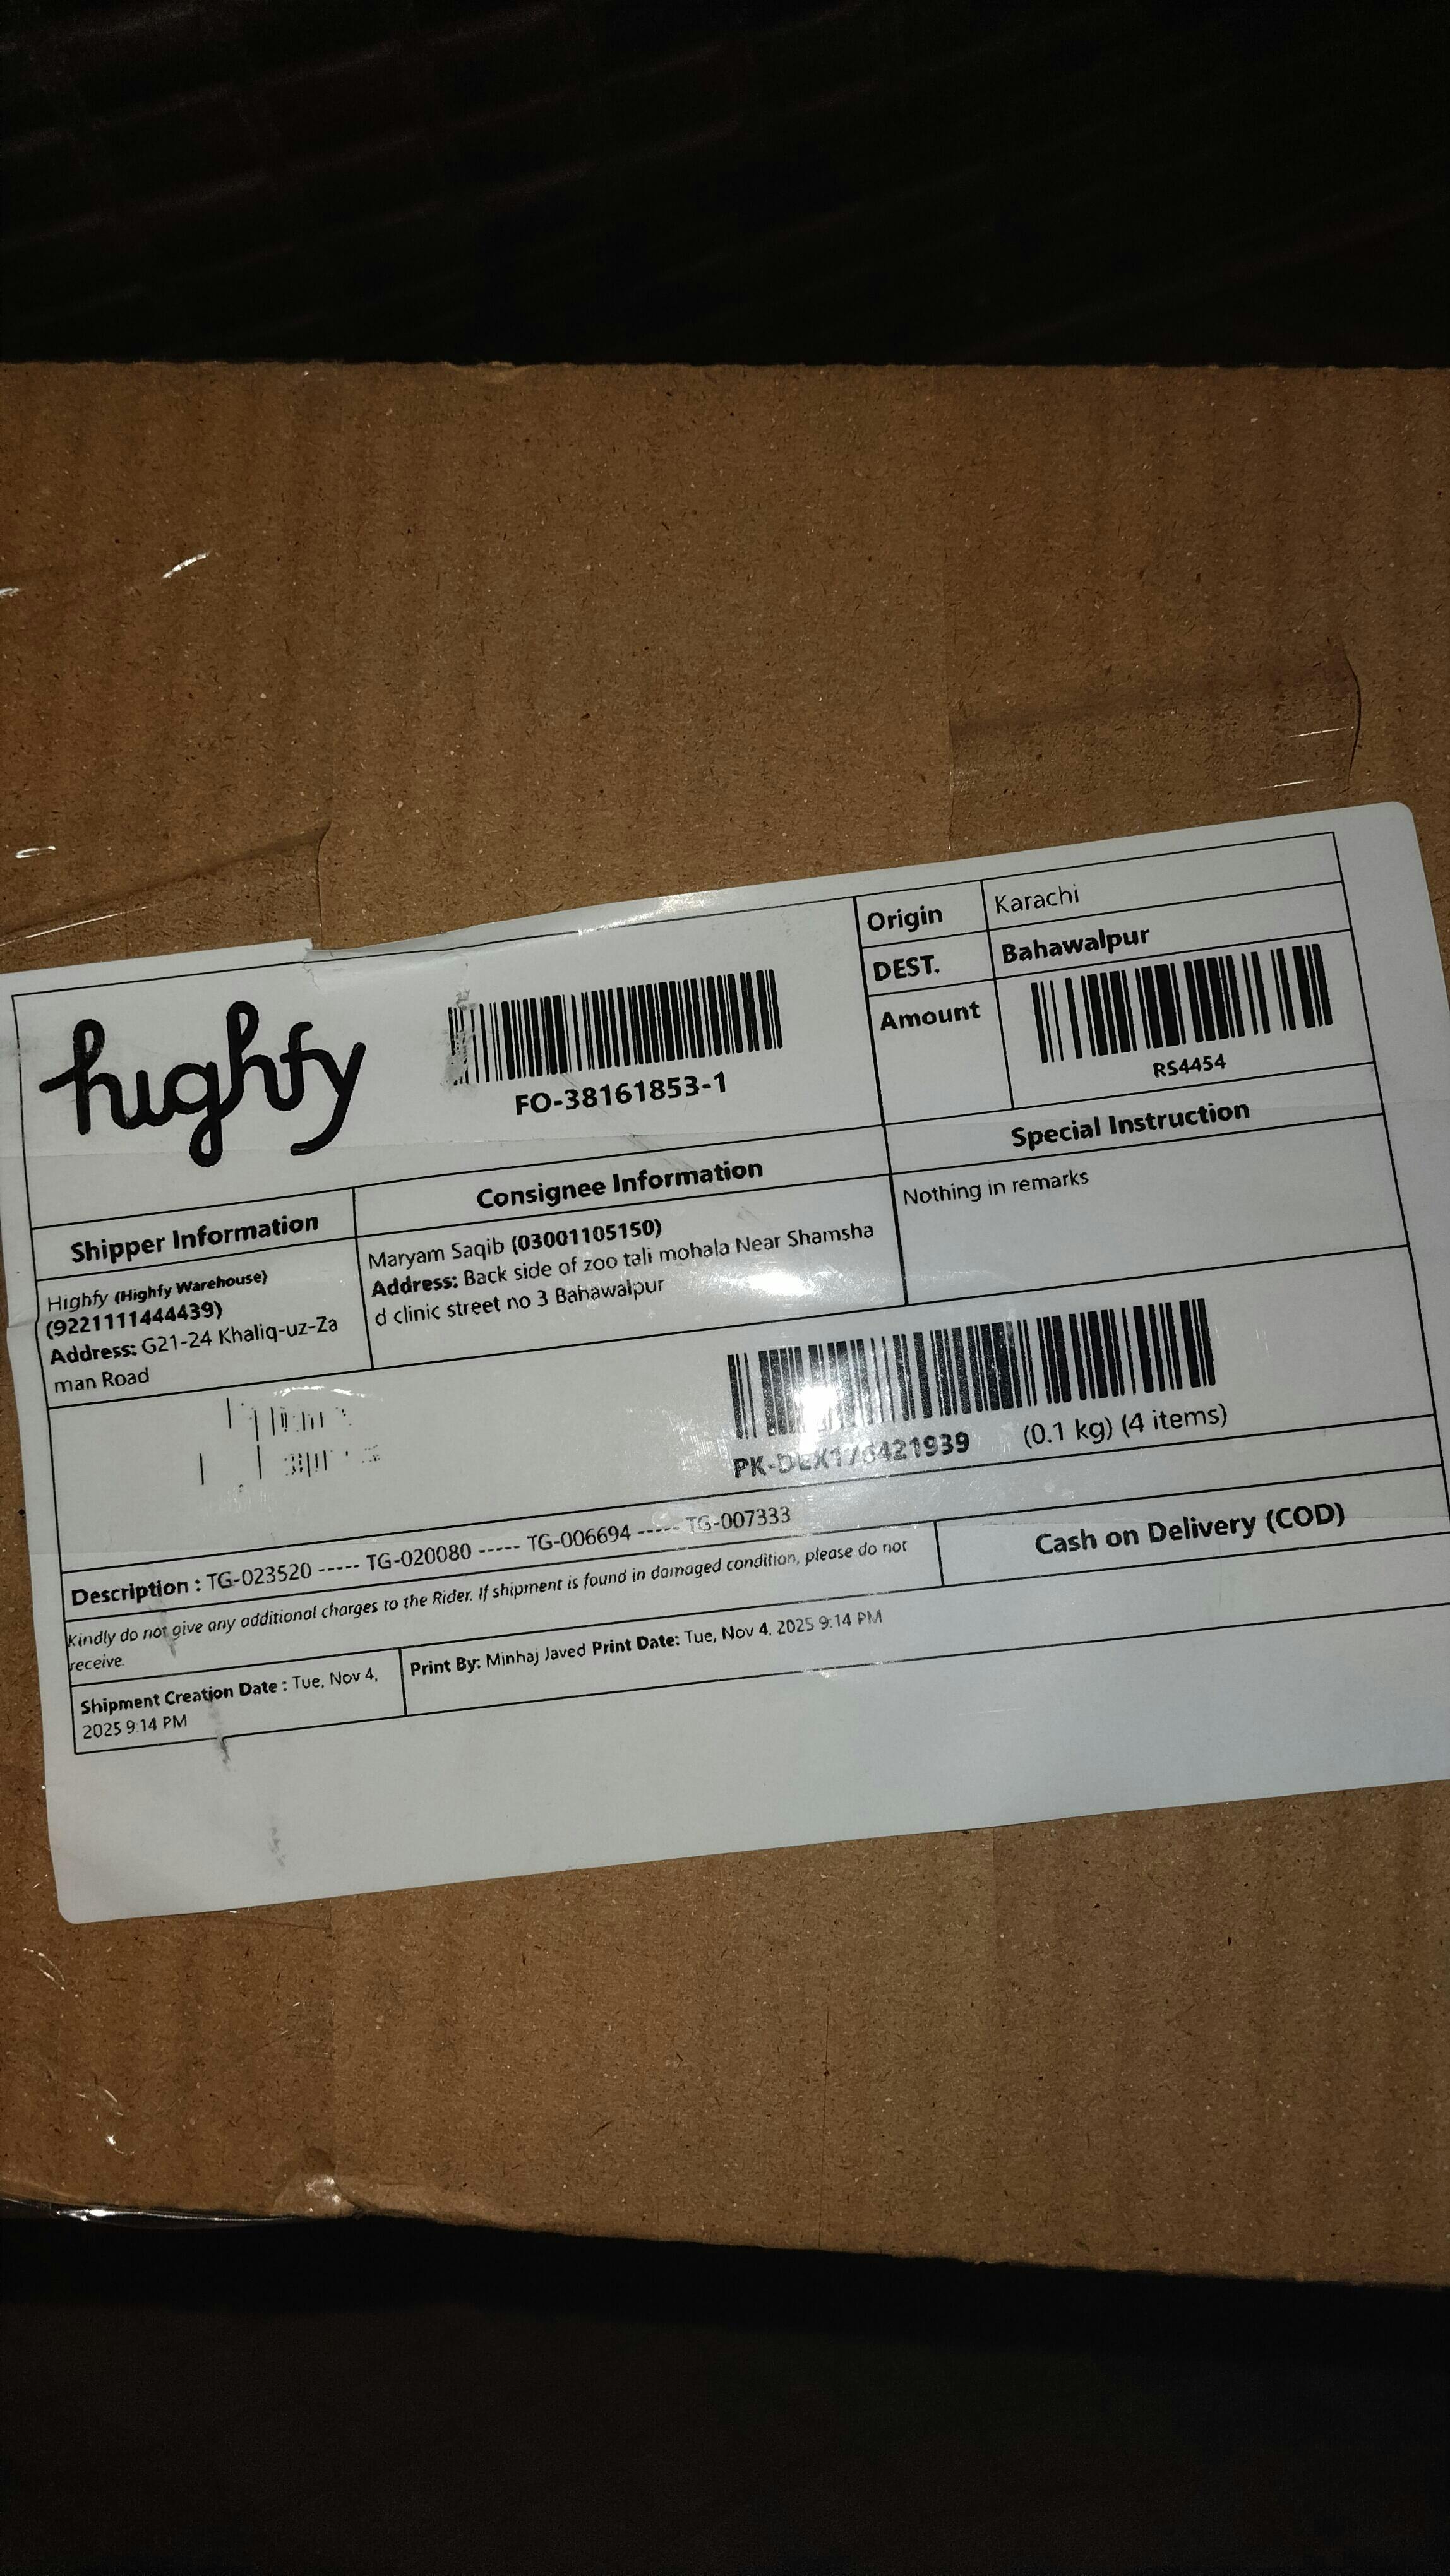 highfy
FO-38161853-1
Origin Karachi
DEST. Bahawalpur
Amount
RS4454
Shipper Information
Highfy (Highfy Warehouse)
(9221111444439)
Address: G21-24 Khaliq-uz-Za
man Road
Consignee Information
Maryam Saqib (03001105150)
Address: Back side of zoo tali mohala Near Shamsha
d clinic street no 3 Bahawalpur
Special Instruction
Nothing in remarks
PK-DEX176421939 (0.1 kg) (4 items)
Description : TG-023520 ----- TG-020080 ----- TG-006694 ----- TG-007333
Kindly do not give any additional charges to the Rider. If shipment is found in damaged condition, please do not
receive.
Cash on Delivery (COD)
Shipment Creation Date : Tue, Nov 4,
2025 9:14 PM
Print By: Minhaj Javed Print Date: Tue, Nov 4, 2025 9:14 PM